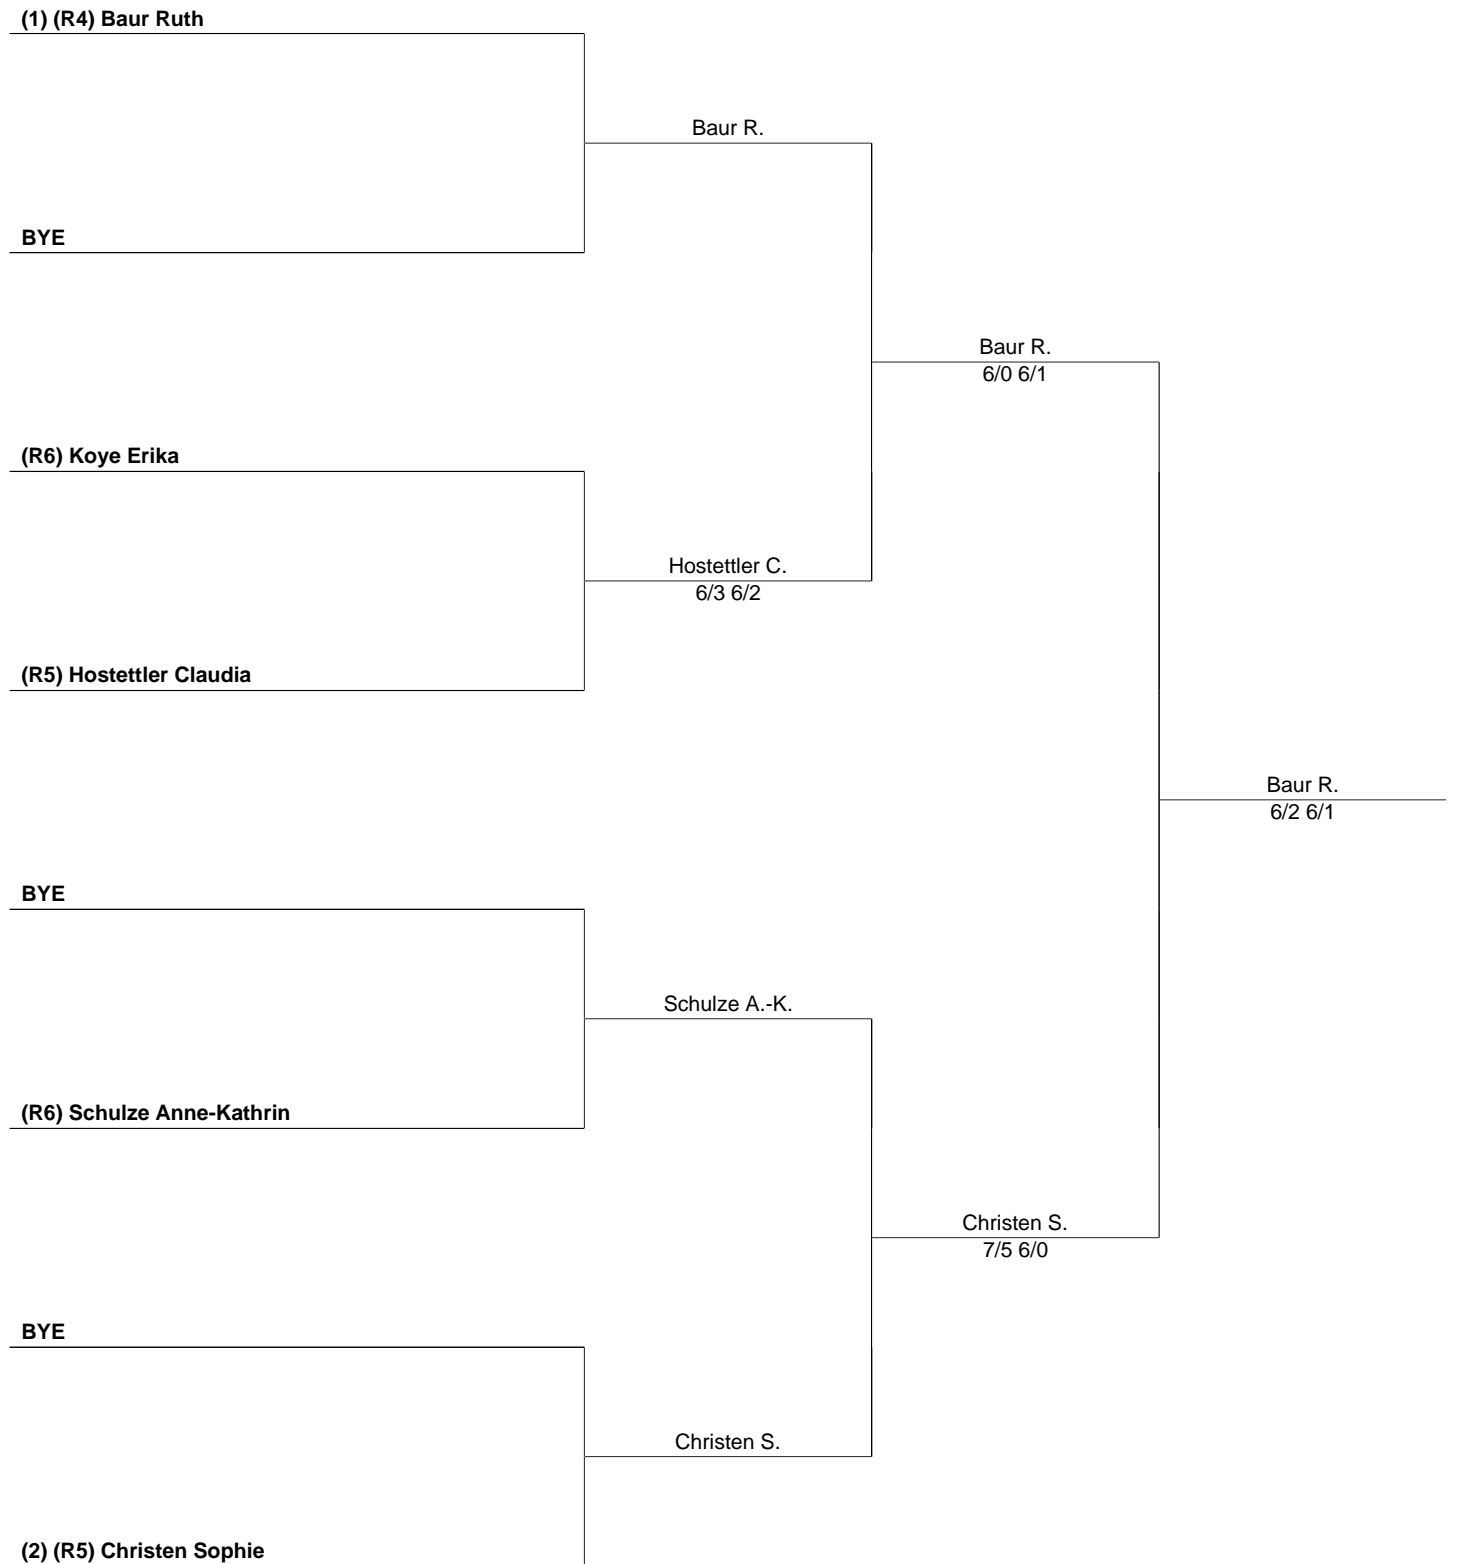 (1) (R4) Baur Ruth
Baur R.
BYE
Baur R.
6/0 6/1
(R6) Koye Erika
Hostettler C.
6/3 6/2
(R5) Hostettler Claudia
Baur R.
6/2 6/1
BYE
Schulze A.-K.
(R6) Schulze Anne-Kathrin
Christen S.
7/5 6/0
BYE
Christen S.
(2) (R5) Christen Sophie